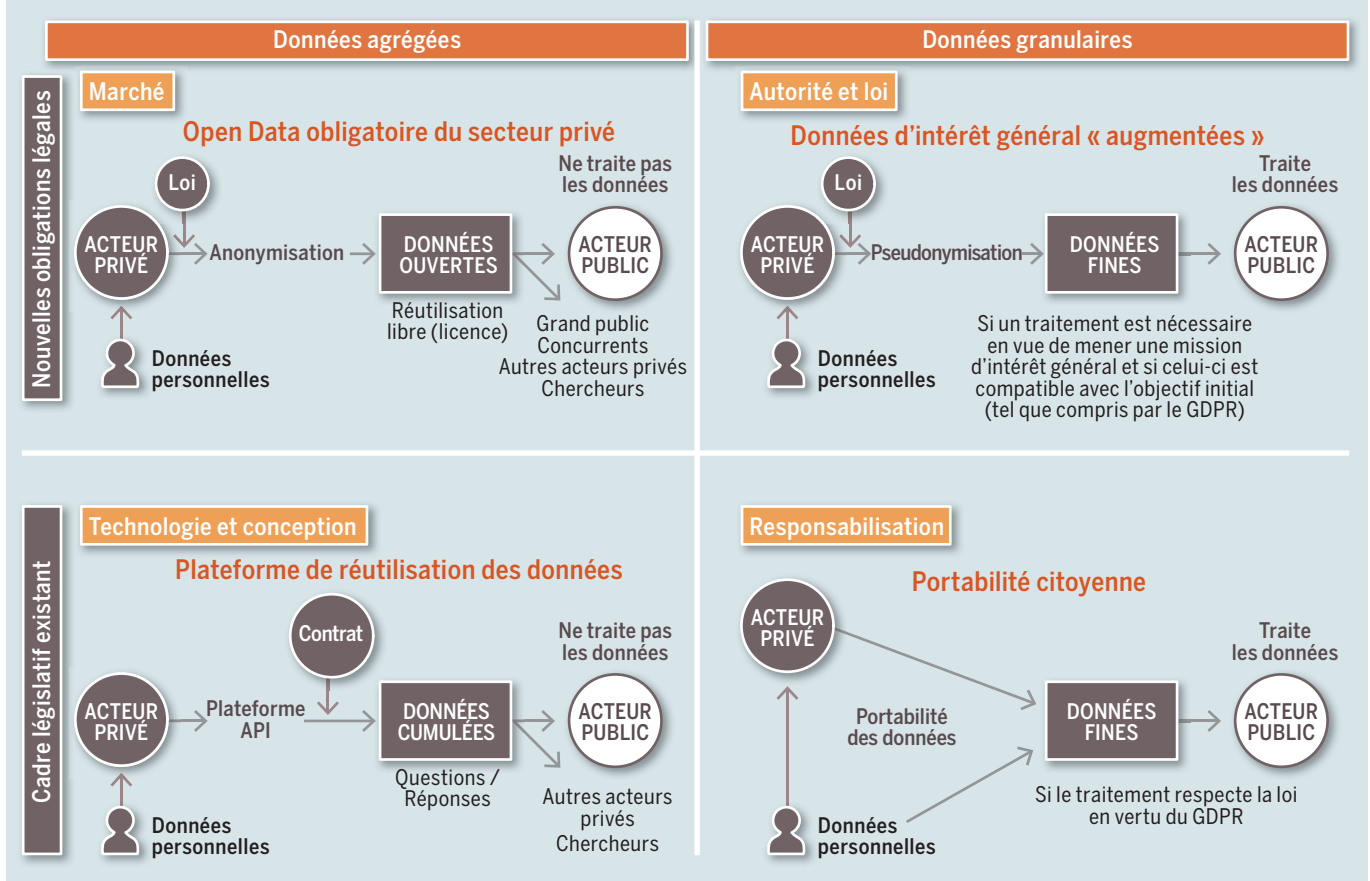 Données agrégées
Données granulaires
Nouvelles obligations légales
Marché
Open Data obligatoire du secteur privé
Loi
Ne traite pas
les données
ACTEUR
PRIVÉ
Anonymisation
DONNÉES
OUVERTES
ACTEUR
PUBLIC
Réutilisation
libre (licence)
Grand public
Concurrents
Autres acteurs privés
Chercheurs
Données
personnelles
Autorité et loi
Données d'intérêt général « augmentées »
Loi
Traite
les données
ACTEUR
PRIVÉ
Pseudonymisation
DONNÉES
FINES
ACTEUR
PUBLIC
Si un traitement est nécessaire
en vue de mener une mission
d'intérêt général et si celui-ci est
compatible avec l'objectif initial
(tel que compris par le GDPR)
Données
personnelles
Cadre législatif existant
Technologie et conception
Plateforme de réutilisation des données
Contrat
Ne traite pas
les données
ACTEUR
PRIVÉ
Plateforme
API
DONNÉES
CUMULÉES
ACTEUR
PUBLIC
Questions /
Réponses
Autres acteurs
privés
Chercheurs
Données
personnelles
Responsabilisation
Portabilité citoyenne
ACTEUR
PRIVÉ
Traite
les données
Portabilité
des données
DONNÉES
FINES
ACTEUR
PUBLIC
Si le traitement respecte la loi
en vertu du GDPR
Données
personnelles